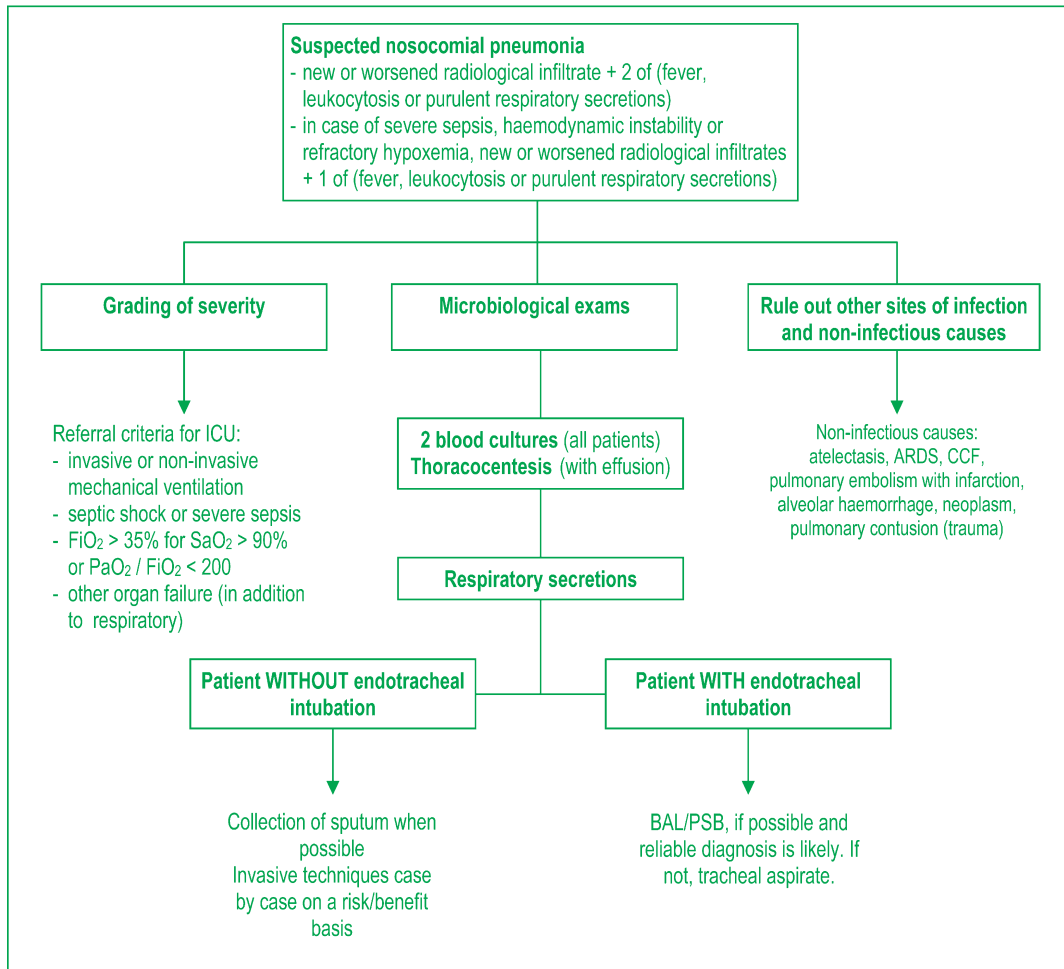 Suspected nosocomial pneumonia
- new or worsened radiological infiltrate + 2 of (fever,
leukocytosis or purulent respiratory secretions)
- in case of severe sepsis, haemodynamic instability or
refractory hypoxemia, new or worsened radiological infiltrates
+ 1 of (fever, leukocytosis or purulent respiratory secretions)
Grading of severity
Microbiological exams
Rule out other sites of infection
and non-infectious causes
Referral criteria for ICU:
- invasive or non-invasive
mechanical ventilation
- septic shock or severe sepsis
- FiO₂ > 35% for SaO₂ > 90%
or PaO₂ / FiO₂ < 200
- other organ failure (in addition
to respiratory)
2 blood cultures (all patients)
Thoracocentesis (with effusion)
Non-infectious causes:
atelectasis, ARDS, CCF,
pulmonary embolism with infarction,
alveolar haemorrhage, neoplasm,
pulmonary contusion (trauma)
Respiratory secretions
Patient WITHOUT endotracheal
intubation
Patient WITH endotracheal
intubation
Collection of sputum when
possible
Invasive techniques case
by case on a risk/benefit
basis
BAL/PSB, if possible and
reliable diagnosis is likely. If
not, tracheal aspirate.